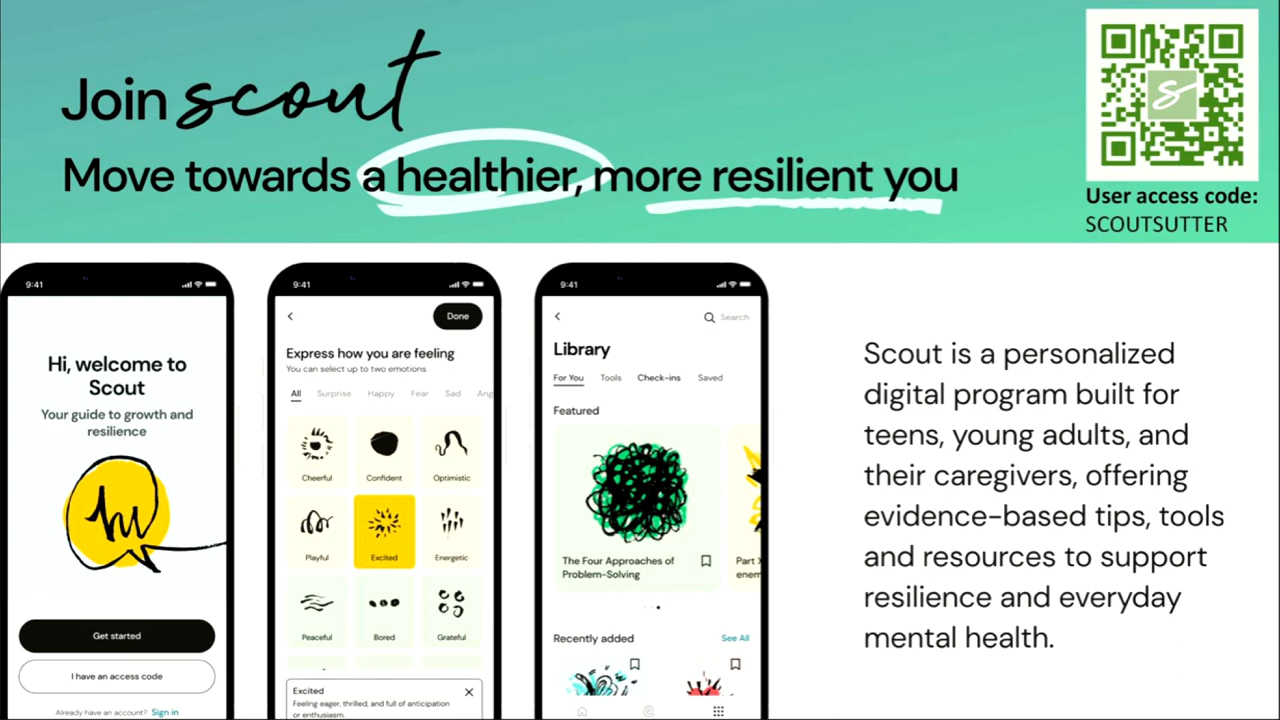 Join scout
Move towards a healthier, more resilient you
User access code:
SCOUTSUTTER
9:41
Hi, welcome to
Scout
Your guide to growth and
resilience
hi
Get started
I have an access code
Already have an account? Sign in
9:41
Done
Express how you are feeling
You can select up to two emotions
All Surprise Happy Fear Sad Ang
Cheerful Confident Optimistic
Playful Excited Energetic
Peaceful Bored Grateful
Excited
Feeling eager, thrilled, and full of anticipation
or enthusiasm.
9:41
Search
Library
For You Tools Check-ins Saved
Featured
The Four Approaches of
Problem-Solving
Part
enem
Recently added See All
Scout is a personalized
digital program built for
teens, young adults, and
their caregivers, offering
evidence-based tips, tools
and resources to support
resilience and everyday
mental health.